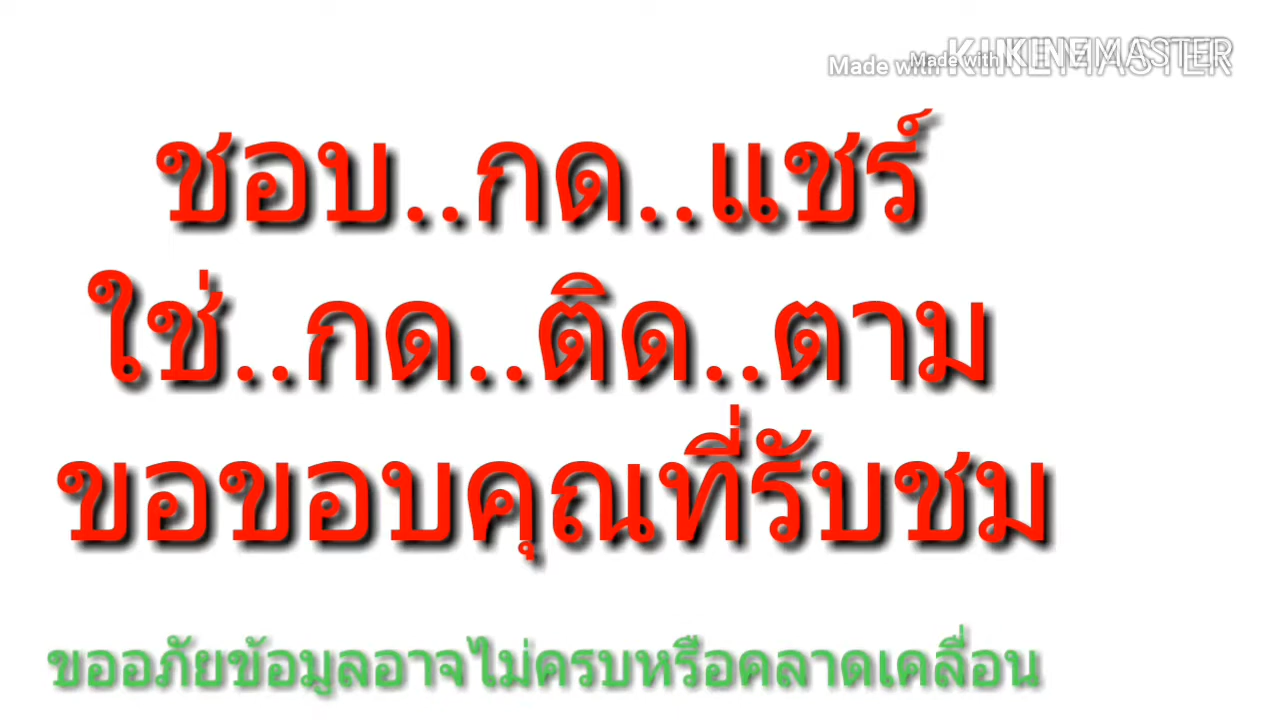 Made with KINEMASTER
Made with KINEMASTER
ชอบ..กด..แชร์
ใช่..กด..ติด..ตาม
ขอขอบคุณที่รับชม
ขออภัยข้อมูลอาจไม่ครบหรือคลาดเคลื่อน